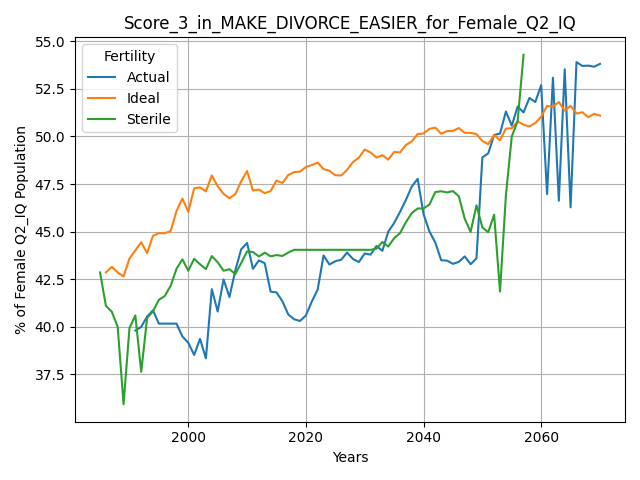 Score_3_in_MAKE_DIVORCE_EASIER_for_Female_Q2_IQ
Fertility
Actual
Ideal
Sterile
% of Female Q2_IQ Population
55.0
52.5
50.0
47.5
45.0
42.5
40.0
37.5
2000
2020
2040
2060
Years